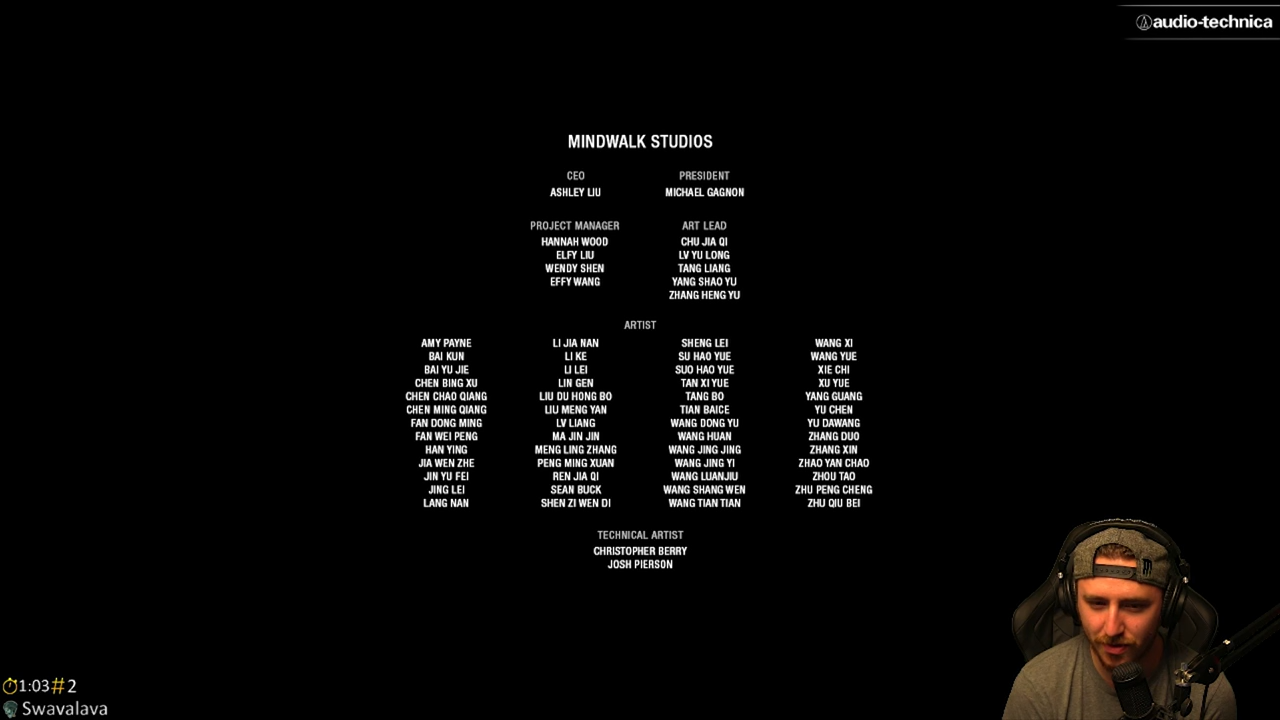 audio-technica
MINDWALK STUDIOS
CEO
ASHLEY LIU
PRESIDENT
MICHAEL GAGNON
PROJECT MANAGER
HANNAH WOOD
ELFY LIU
WENDY SHEN
EFFY WANG
ART LEAD
CHU JIA QI
LV YU LONG
TANG LIANG
YANG SHAO YU
ZHANG HENG YU
ARTIST
AMY PAYNE
BAI KUN
BAI YU JIE
CHEN BING XU
CHEN CHAO QIANG
CHEN MING QIANG
FAN DONG MING
FAN WEI PENG
HAN YING
JIA WEN ZHE
JIN YU FEI
JING LEI
LANG NAN
LI JIA NAN
LI KE
LI LEI
LIN GEN
LIU DU HONG BO
LIU MENG YAN
LV LIANG
MA JIN JIN
MENG LING ZHANG
PENG MING XUAN
REN JIA QI
SEAN BUCK
SHEN ZI WEN DI
SHENG LEI
SU HAO YUE
SUO HAO YUE
TAN XI YUE
TANG BO
TIAN BAICE
WANG DONG YU
WANG HUAN
WANG JING JING
WANG JING YI
WANG LUANJIU
WANG SHANG WEN
WANG TIAN TIAN
WANG XI
WANG YUE
XIE CHI
XU YUE
YANG GUANG
YU CHEN
YU DAWANG
ZHANG DUO
ZHANG XIN
ZHAO YAN CHAO
ZHOU TAO
ZHU PENG CHENG
ZHU QIU BEI
TECHNICAL ARTIST
CHRISTOPHER BERRY
JOSH PIERSON
1:03#2
Swavalava